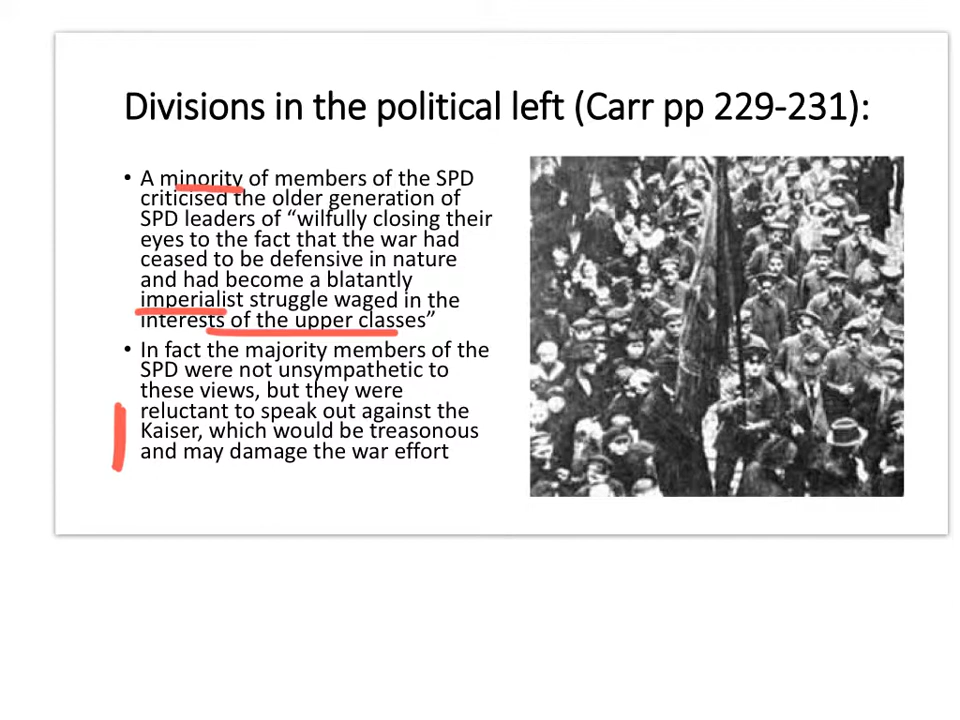 Divisions in the political left (Carr pp 229-231):
• A minority of members of the SPD
criticised the older generation of
SPD leaders of “wilfully closing their
eyes to the fact that the war had
ceased to be defensive in nature
and had become a blatantly
imperialist struggle waged in the
interests of the upper classes”
• In fact the majority members of the
SPD were not unsympathetic to
these views, but they were
reluctant to speak out against the
Kaiser, which would be treasonous
and may damage the war effort